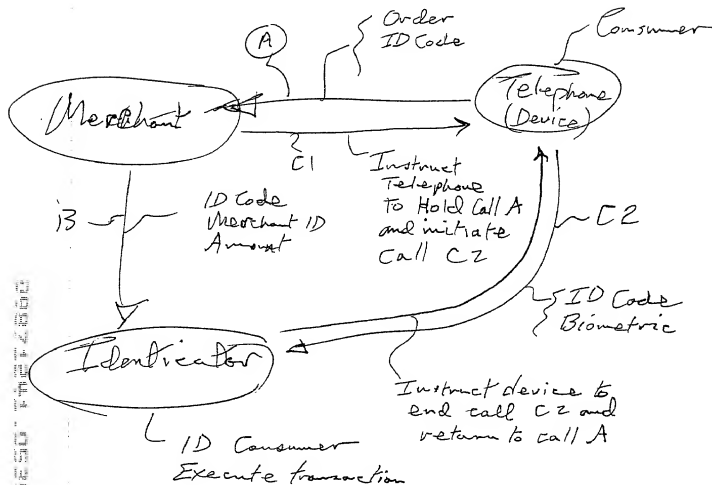 Order
ID Code
A
Consumer
Merchant
Telephone
(Device)
C1
Instruct
Telephone
to Hold Call A
and initiate
call C2
B
ID Code
Merchant ID
Amount
C2
ID Code
Biometric
Identicator
Instruct device to
end call C2 and
return to call A
ID Consumer
Execute transaction